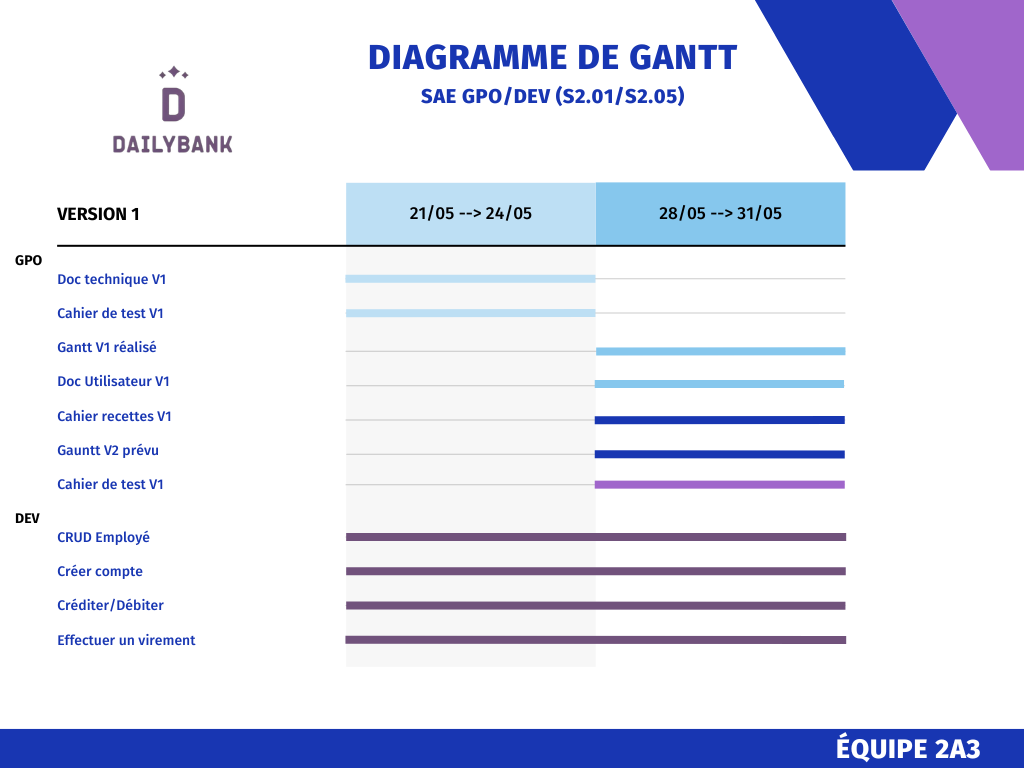 DIAGRAMME DE GANTT
SAE GPO/DEV (S2.01/S2.05)
D
DAILYBANK
VERSION 1
21/05 --> 24/05
28/05 --> 31/05
GPO
Doc technique V1
Cahier de test V1
Gantt V1 réalisé
Doc Utilisateur V1
Cahier recettes V1
Gauntt V2 prévu
Cahier de test V1
DEV
CRUD Employé
Créer compte
Créditer/Débiter
Effectuer un virement
ÉQUIPE 2A3